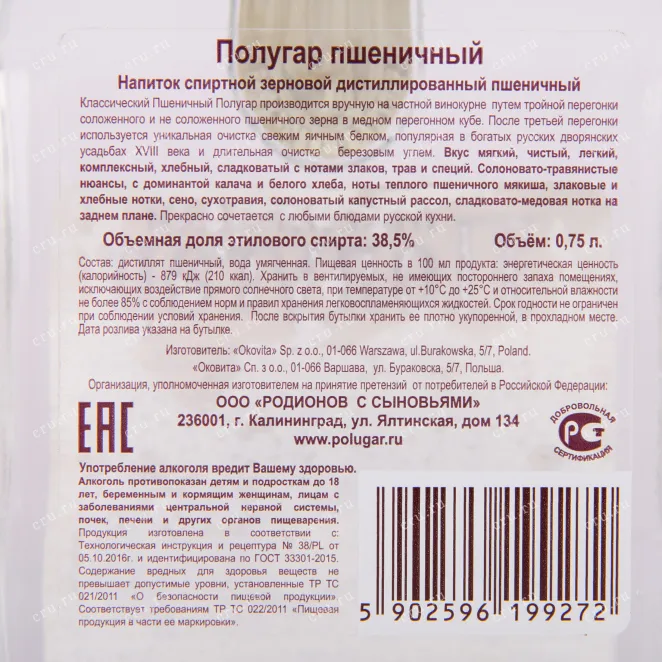 Полугар пшеничный
Напиток спиртной зерновой дистиллированный пшеничный
Классический Пшеничный Полугар производится вручную на частной винокурне путем тройной перегонки
соложенного и не соложенного пшеничного зерна в медном перегонном кубе. После третьей перегонки
используется уникальная очистка свежим яичным белком, популярная в богатых русских дворянских
усадьбах XVIII века и длительная очистка березовым углем. Вкус мягкий, чистый, легкий,
комплексный, хлебный, сладковатый с нотами злаков, трав и специй. Солоновато-травянистые
нюансы, с доминантой калача и белого хлеба, ноты теплого пшеничного мякиша, злаковые и
хлебные нотки, сено, сухотравия, солоноватый капустный рассол, сладковато-медовая нотка на
заднем плане. Прекрасно сочетается с любыми блюдами русской кухни.
Объемная доля этилового спирта: 38,5% Объём: 0,75 л.
Состав: дистиллят пшеничный, вода умягченная. Пищевая ценность в 100 мл продукта: энергетическая ценность
(калорийность) - 879 кДж (210 ккал). Хранить в вентилируемых, не имеющих постороннего запаха помещениях,
исключающих воздействие прямого солнечного света, при температуре от +10°С до +25°С и относительной влажности
не более 85% с соблюдением норм и правил хранения легковоспламеняющихся жидкостей. Срок годности не ограничен
при соблюдении условий хранения. После вскрытия бутылки хранить ее плотно укупоренной, в прохладном месте.
Дата розлива указана на бутылке.
Изготовитель: «Okovita» Sp. z o.o., 01-066 Warszawa, ul.Burakowska, 5/7, Poland.
«Оковита» Сп. з о.о., 01-066 Варшава, ул. Бураковска, 5/7, Польша.
Организация, уполномоченная изготовителем на принятие претензий от потребителей в Российской Федерации:
ООО «РОДИОНОВ С СЫНОВЬЯМИ»
236001, г. Калининград, ул. Ялтинская, дом 134
www.polugar.ru
ЕАС
ДОБРОВОЛЬНАЯ
РСТ
СЕРТИФИКАЦИЯ
Употребление алкоголя вредит Вашему здоровью.
Алкоголь противопоказан детям и подросткам до 18
лет, беременным и кормящим женщинам, лицам с
заболеваниями центральной нервной системы,
почек, печени и других органов пищеварения.
Продукция изготовлена в соответствии с:
Технологическая инструкция и рецептура № 38/PL от
05.10.2016г. и идентифицирована по ГОСТ 33301-2015.
Содержание вредных для здоровья веществ не
превышает допустимые уровни, установленные ТР ТС
021/2011 «О безопасности пищевой продукции».
Соответствует требованиям ТР ТС 022/2011 «Пищевая
продукция в части ее маркировки».
5 902596 199272
cru.ru